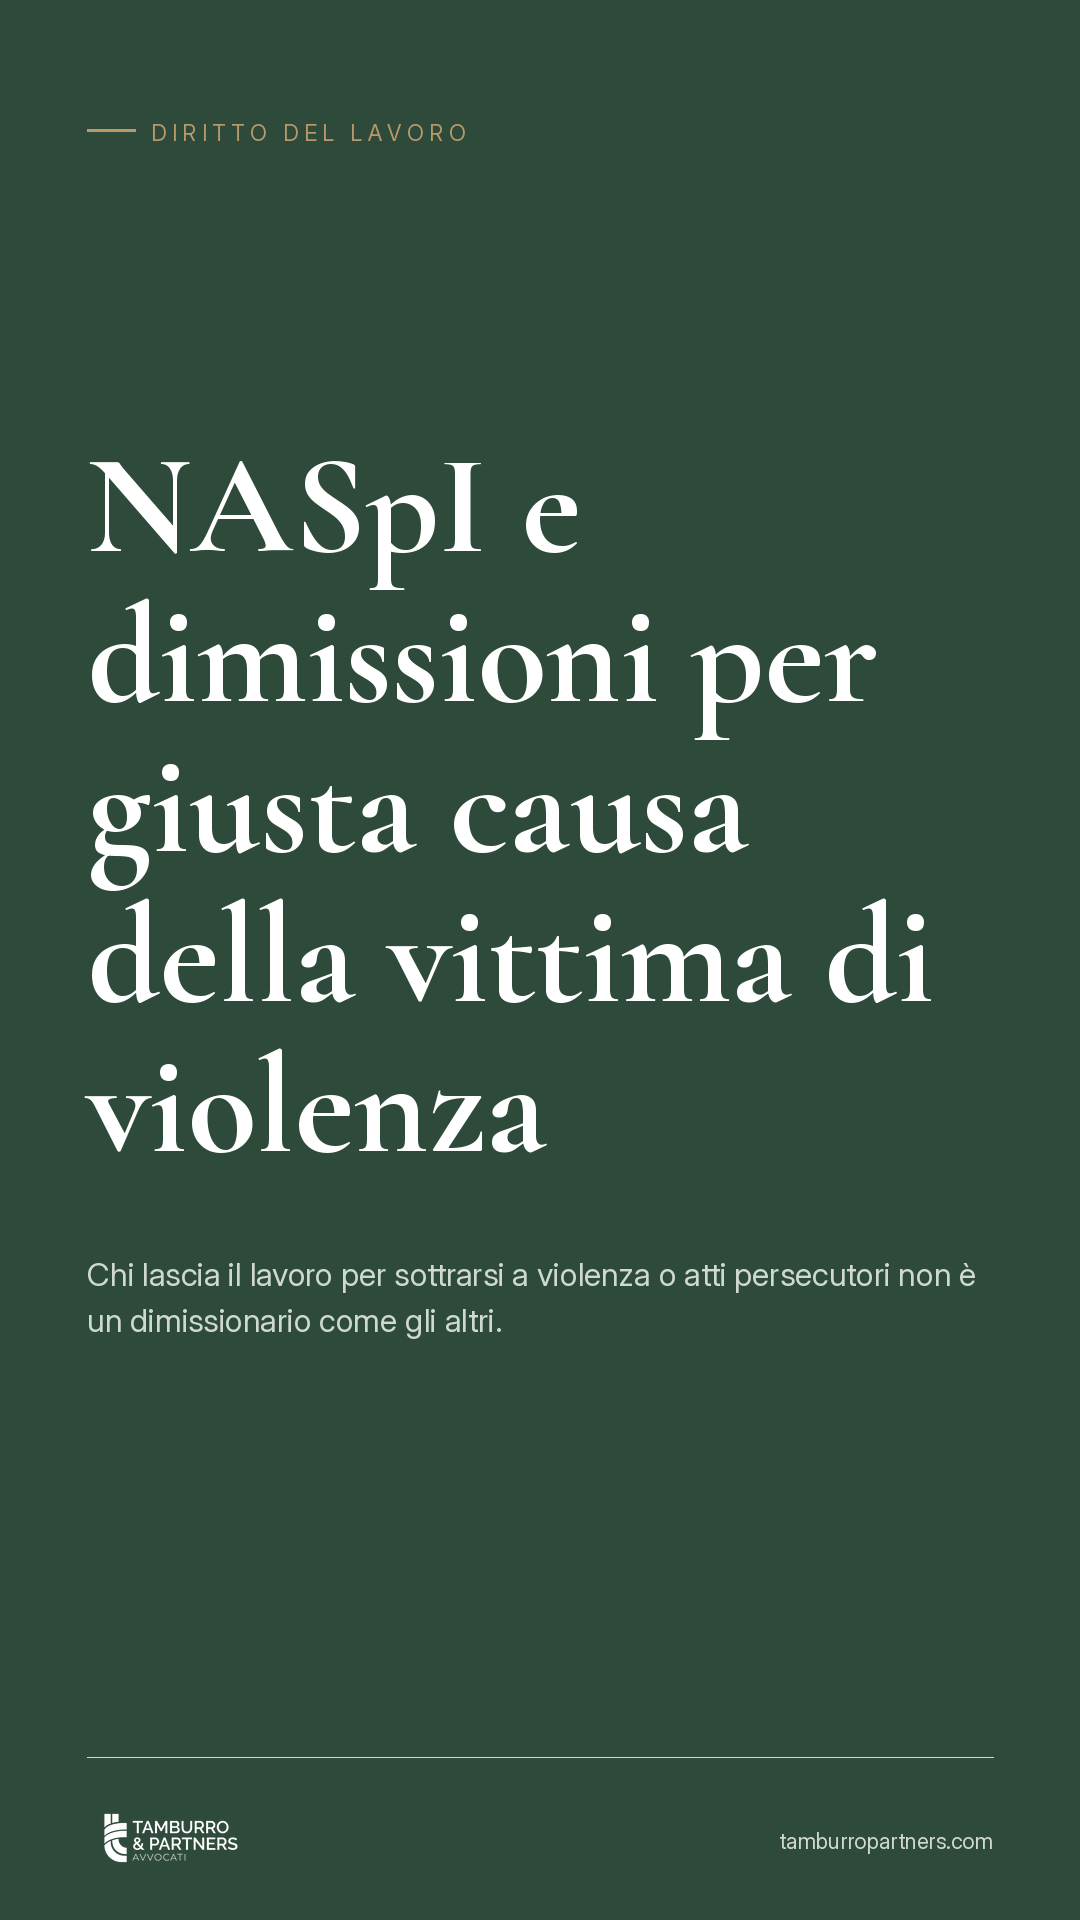 DIRITTO DEL LAVORO
NASpI e
dimissioni per
giusta causa
della vittima di
violenza
Chi lascia il lavoro per sottrarsi a violenza o atti persecutori non è
un dimissionario come gli altri.
TAMBURRO
& PARTNERS
AVVOCATI
tamburropartners.com